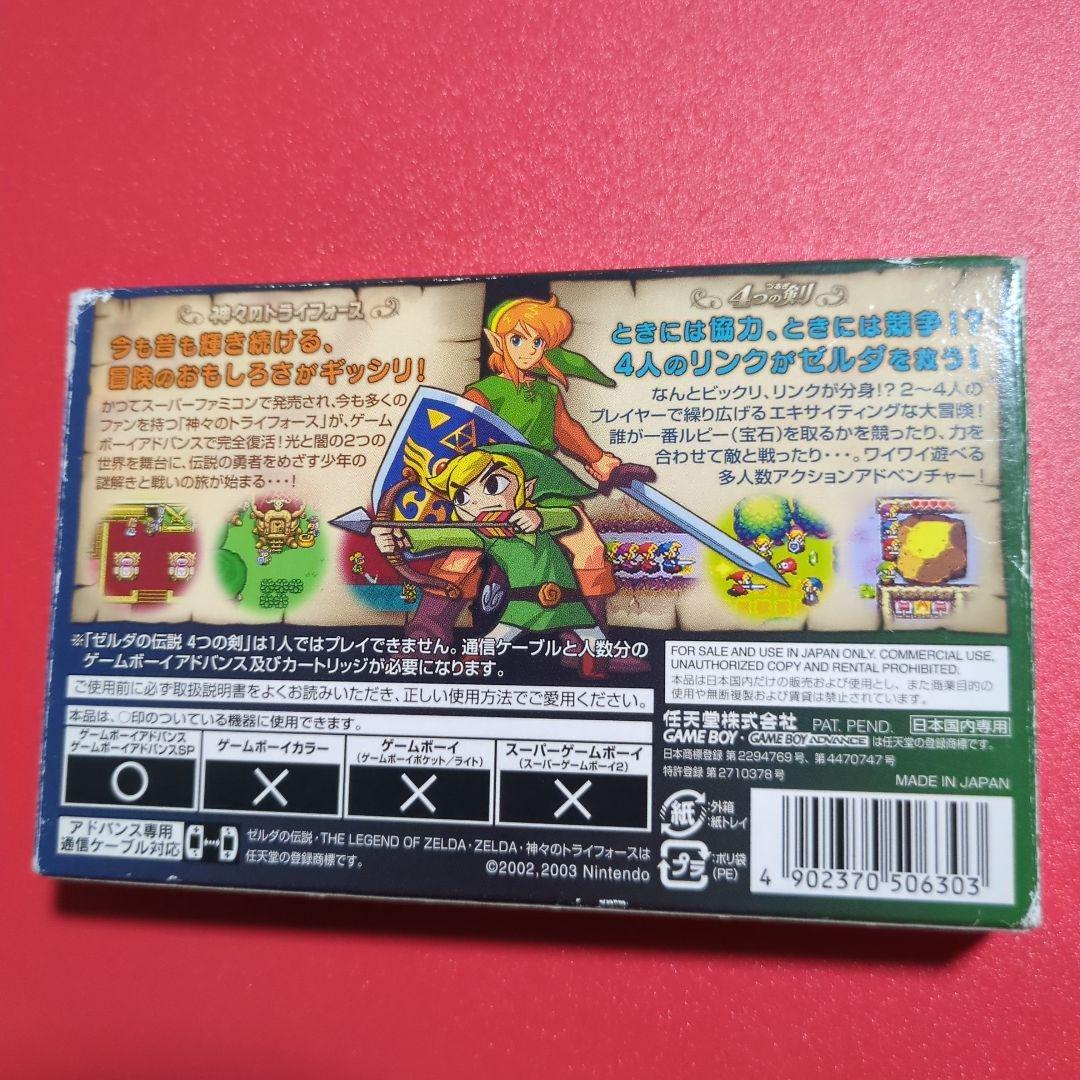 神々のトライフォース
今も昔も輝き続ける、
冒険のおもしろさがギッシリ!
かつてスーパーファミコンで発売され、今も多くの
ファンを持つ「神々のトライフォース」が、ゲーム
ボーイアドバンスで完全復活!光と闇の2つの
世界を舞台に、伝説の勇者をめざす少年の
謎解きと戦いの旅が始まる・・・!
つるぎ
4つの剣
ときには協力、ときには競争!?
4人のリンクがゼルダを救う!
なんとビックリ、リンクが分身!?2〜4人の
プレイヤーで繰り広げるエキサイティングな大冒険!
誰が一番ルピー(宝石)を取るかを競ったり、力を
合わせて敵と戦ったり・・・。ワイワイ遊べる
多人数アクションアドベンチャー!
※「ゼルダの伝説 4つの剣」は1人ではプレイできません。通信ケーブルと人数分の
ゲームボーイアドバンス及びカートリッジが必要になります。
ご使用前に必ず取扱説明書をよくお読みいただき、正しい使用方法でご愛用ください。
本品は、○印のついている機器に使用できます。
ゲームボーイアドバンス
ゲームボーイアドバンスSP
○
ゲームボーイカラー
×
ゲームボーイ
(ゲームボーイポケット/ライト)
×
スーパーゲームボーイ
(スーパーゲームボーイ2)
×
アドバンス専用
通信ケーブル対応
ゼルダの伝説・THE LEGEND OF ZELDA・ZELDA・神々のトライフォースは
任天堂の登録商標です。
©2002,2003 Nintendo
FOR SALE AND USE IN JAPAN ONLY. COMMERCIAL USE,
UNAUTHORIZED COPY AND RENTAL PROHIBITED.
本品は日本国内だけの販売および使用とし、また商業目的の
使用や無断複製および賃貸は禁止されています。
任天堂株式会社 PAT. PEND. 日本国内専用
GAME BOY・GAME BOY ADVANCE は任天堂の登録商標です。
日本商標登録 第2294769号、第4470747号
特許登録 第2710378号
MADE IN JAPAN
紙 :外箱
:紙トレイ
プラ :ポリ袋
(PE)
4 902370 506303